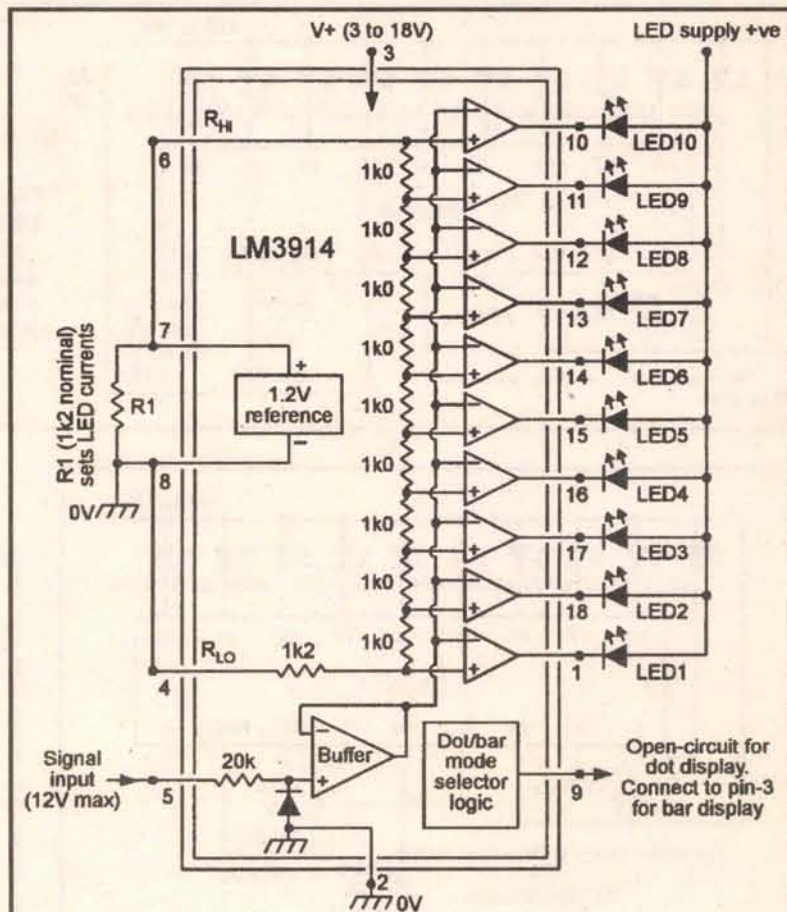 V+ (3 to 18V)
LED supply +ve
3
R_HI
6
10
LED10
1k0
11
LED9
1k0
LM3914
12
LED8
1k0
13
LED7
7
1k0
R1 (1k2 nominal)
sets LED currents
R1
+
1.2V
reference
−
14
LED6
1k0
15
LED5
8
1k0
16
LED4
0V
1k0
17
LED3
1k0
18
LED2
1k0
R_LO
1k2
4
1
LED1
Signal
input
(12V max)
5
20k
Buffer
Dot/bar
mode
selector
logic
9
Open-circuit for
dot display.
Connect to pin-3
for bar display
2
0V